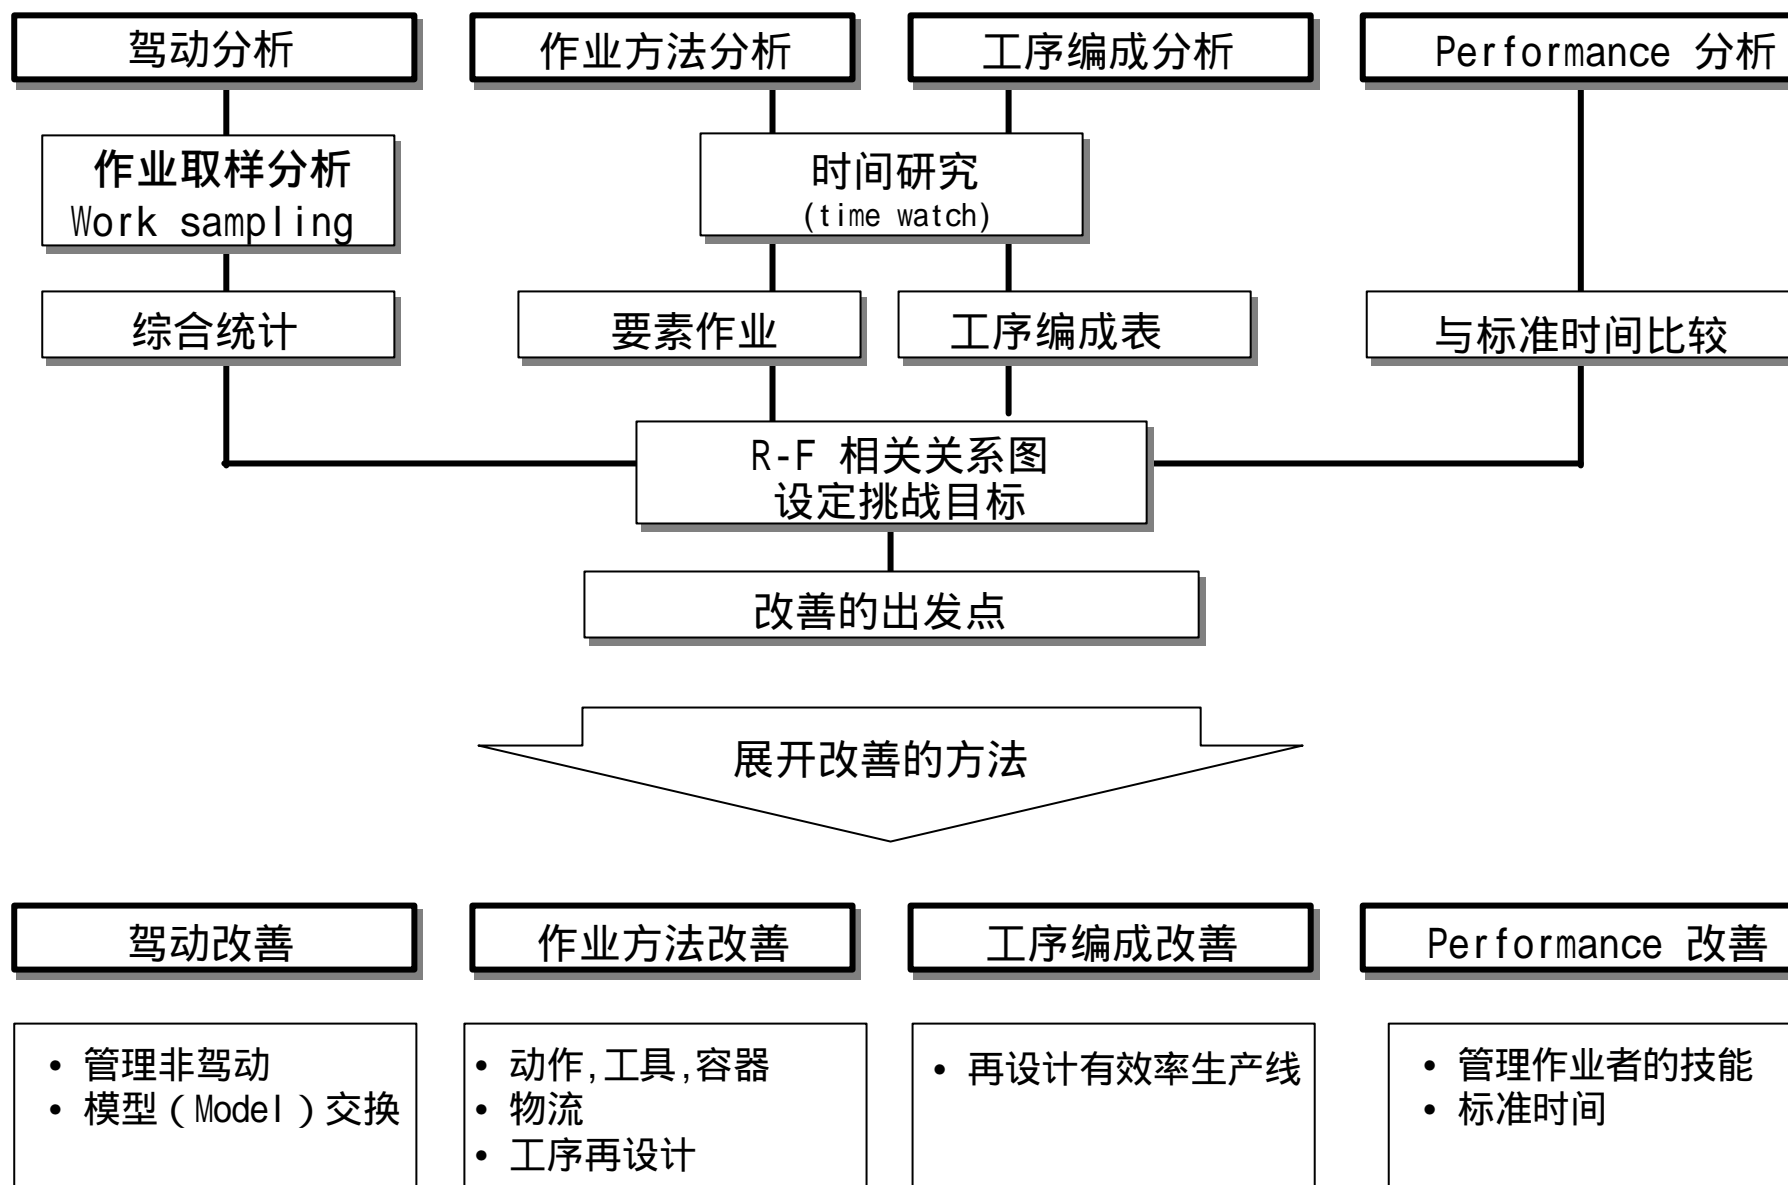 驾动分析
作业方法分析
工序编成分析
Performance 分析
作业取样分析
Work sampling
时间研究
(time watch)
综合统计
要素作业
工序编成表
与标准时间比较
R-F 相关关系图
设定挑战目标
改善的出发点
展开改善的方法
驾动改善
作业方法改善
工序编成改善
Performance 改善
• 管理非驾动
• 模型（Model）交换
• 动作,工具,容器
• 物流
• 工序再设计
• 再设计有效率生产线
• 管理作业者的技能
• 标准时间